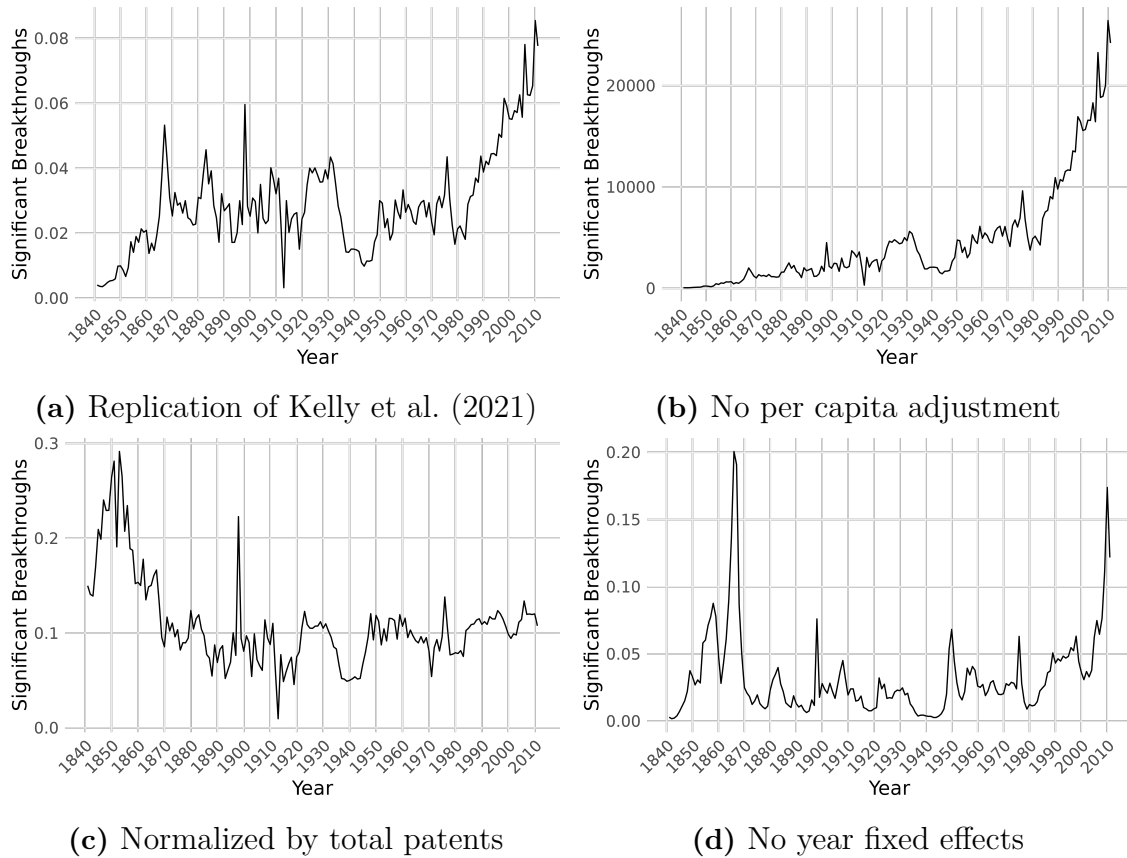 Significant Breakthroughs
0.08
0.06
0.04
0.02
0.00
1840 1850 1860 1870 1880 1890 1900 1910 1920 1930 1940 1950 1960 1970 1980 1990 2000 2010
Year
(a) Replication of Kelly et al. (2021)
Significant Breakthroughs
20000
10000
0
1840 1850 1860 1870 1880 1890 1900 1910 1920 1930 1940 1950 1960 1970 1980 1990 2000 2010
Year
(b) No per capita adjustment
Significant Breakthroughs
0.3
0.2
0.1
0.0
1840 1850 1860 1870 1880 1890 1900 1910 1920 1930 1940 1950 1960 1970 1980 1990 2000 2010
Year
(c) Normalized by total patents
Significant Breakthroughs
0.20
0.15
0.10
0.05
0.00
1840 1850 1860 1870 1880 1890 1900 1910 1920 1930 1940 1950 1960 1970 1980 1990 2000 2010
Year
(d) No year fixed effects